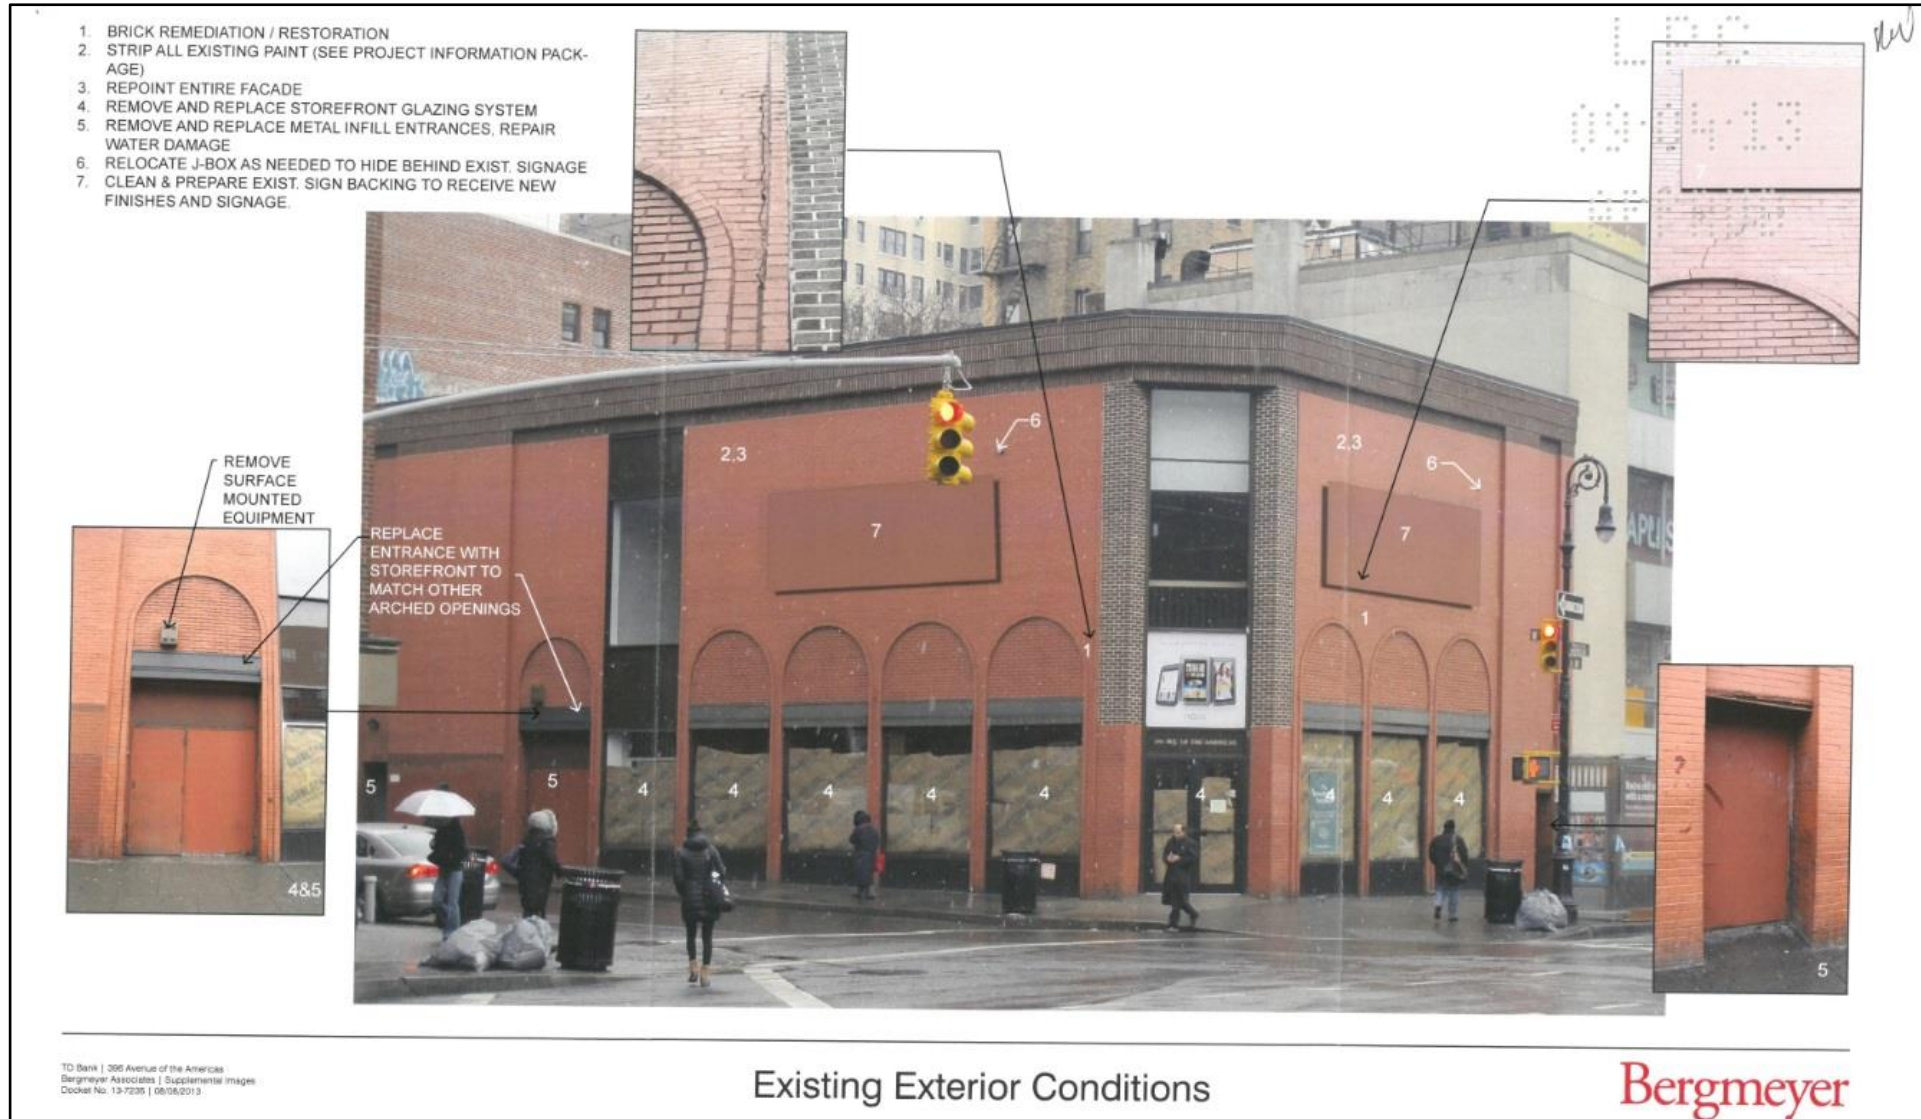 1. BRICK REMEDIATION / RESTORATION
2. STRIP ALL EXISTING PAINT (SEE PROJECT INFORMATION PACK-
AGE)
3. REPOINT ENTIRE FACADE
4. REMOVE AND REPLACE STOREFRONT GLAZING SYSTEM
5. REMOVE AND REPLACE METAL INFILL ENTRANCES, REPAIR
WATER DAMAGE
6. RELOCATE J-BOX AS NEEDED TO HIDE BEHIND EXIST. SIGNAGE
7. CLEAN & PREPARE EXIST. SIGN BACKING TO RECEIVE NEW
FINISHES AND SIGNAGE.
LPC
09·04·13
7
REMOVE
SURFACE
MOUNTED
EQUIPMENT
REPLACE
ENTRANCE WITH
STOREFRONT TO
MATCH OTHER
ARCHED OPENINGS
2,3
6
2,3
6
7
7
1
1
5
5
4
4
4
4
4
4
4
4
4
4&5
5
TD Bank | 396 Avenue of the Americas
Bergmeyer Associates | Supplemental Images
Docket No. 13-7235 | 08/08/2013
Existing Exterior Conditions
Bergmeyer